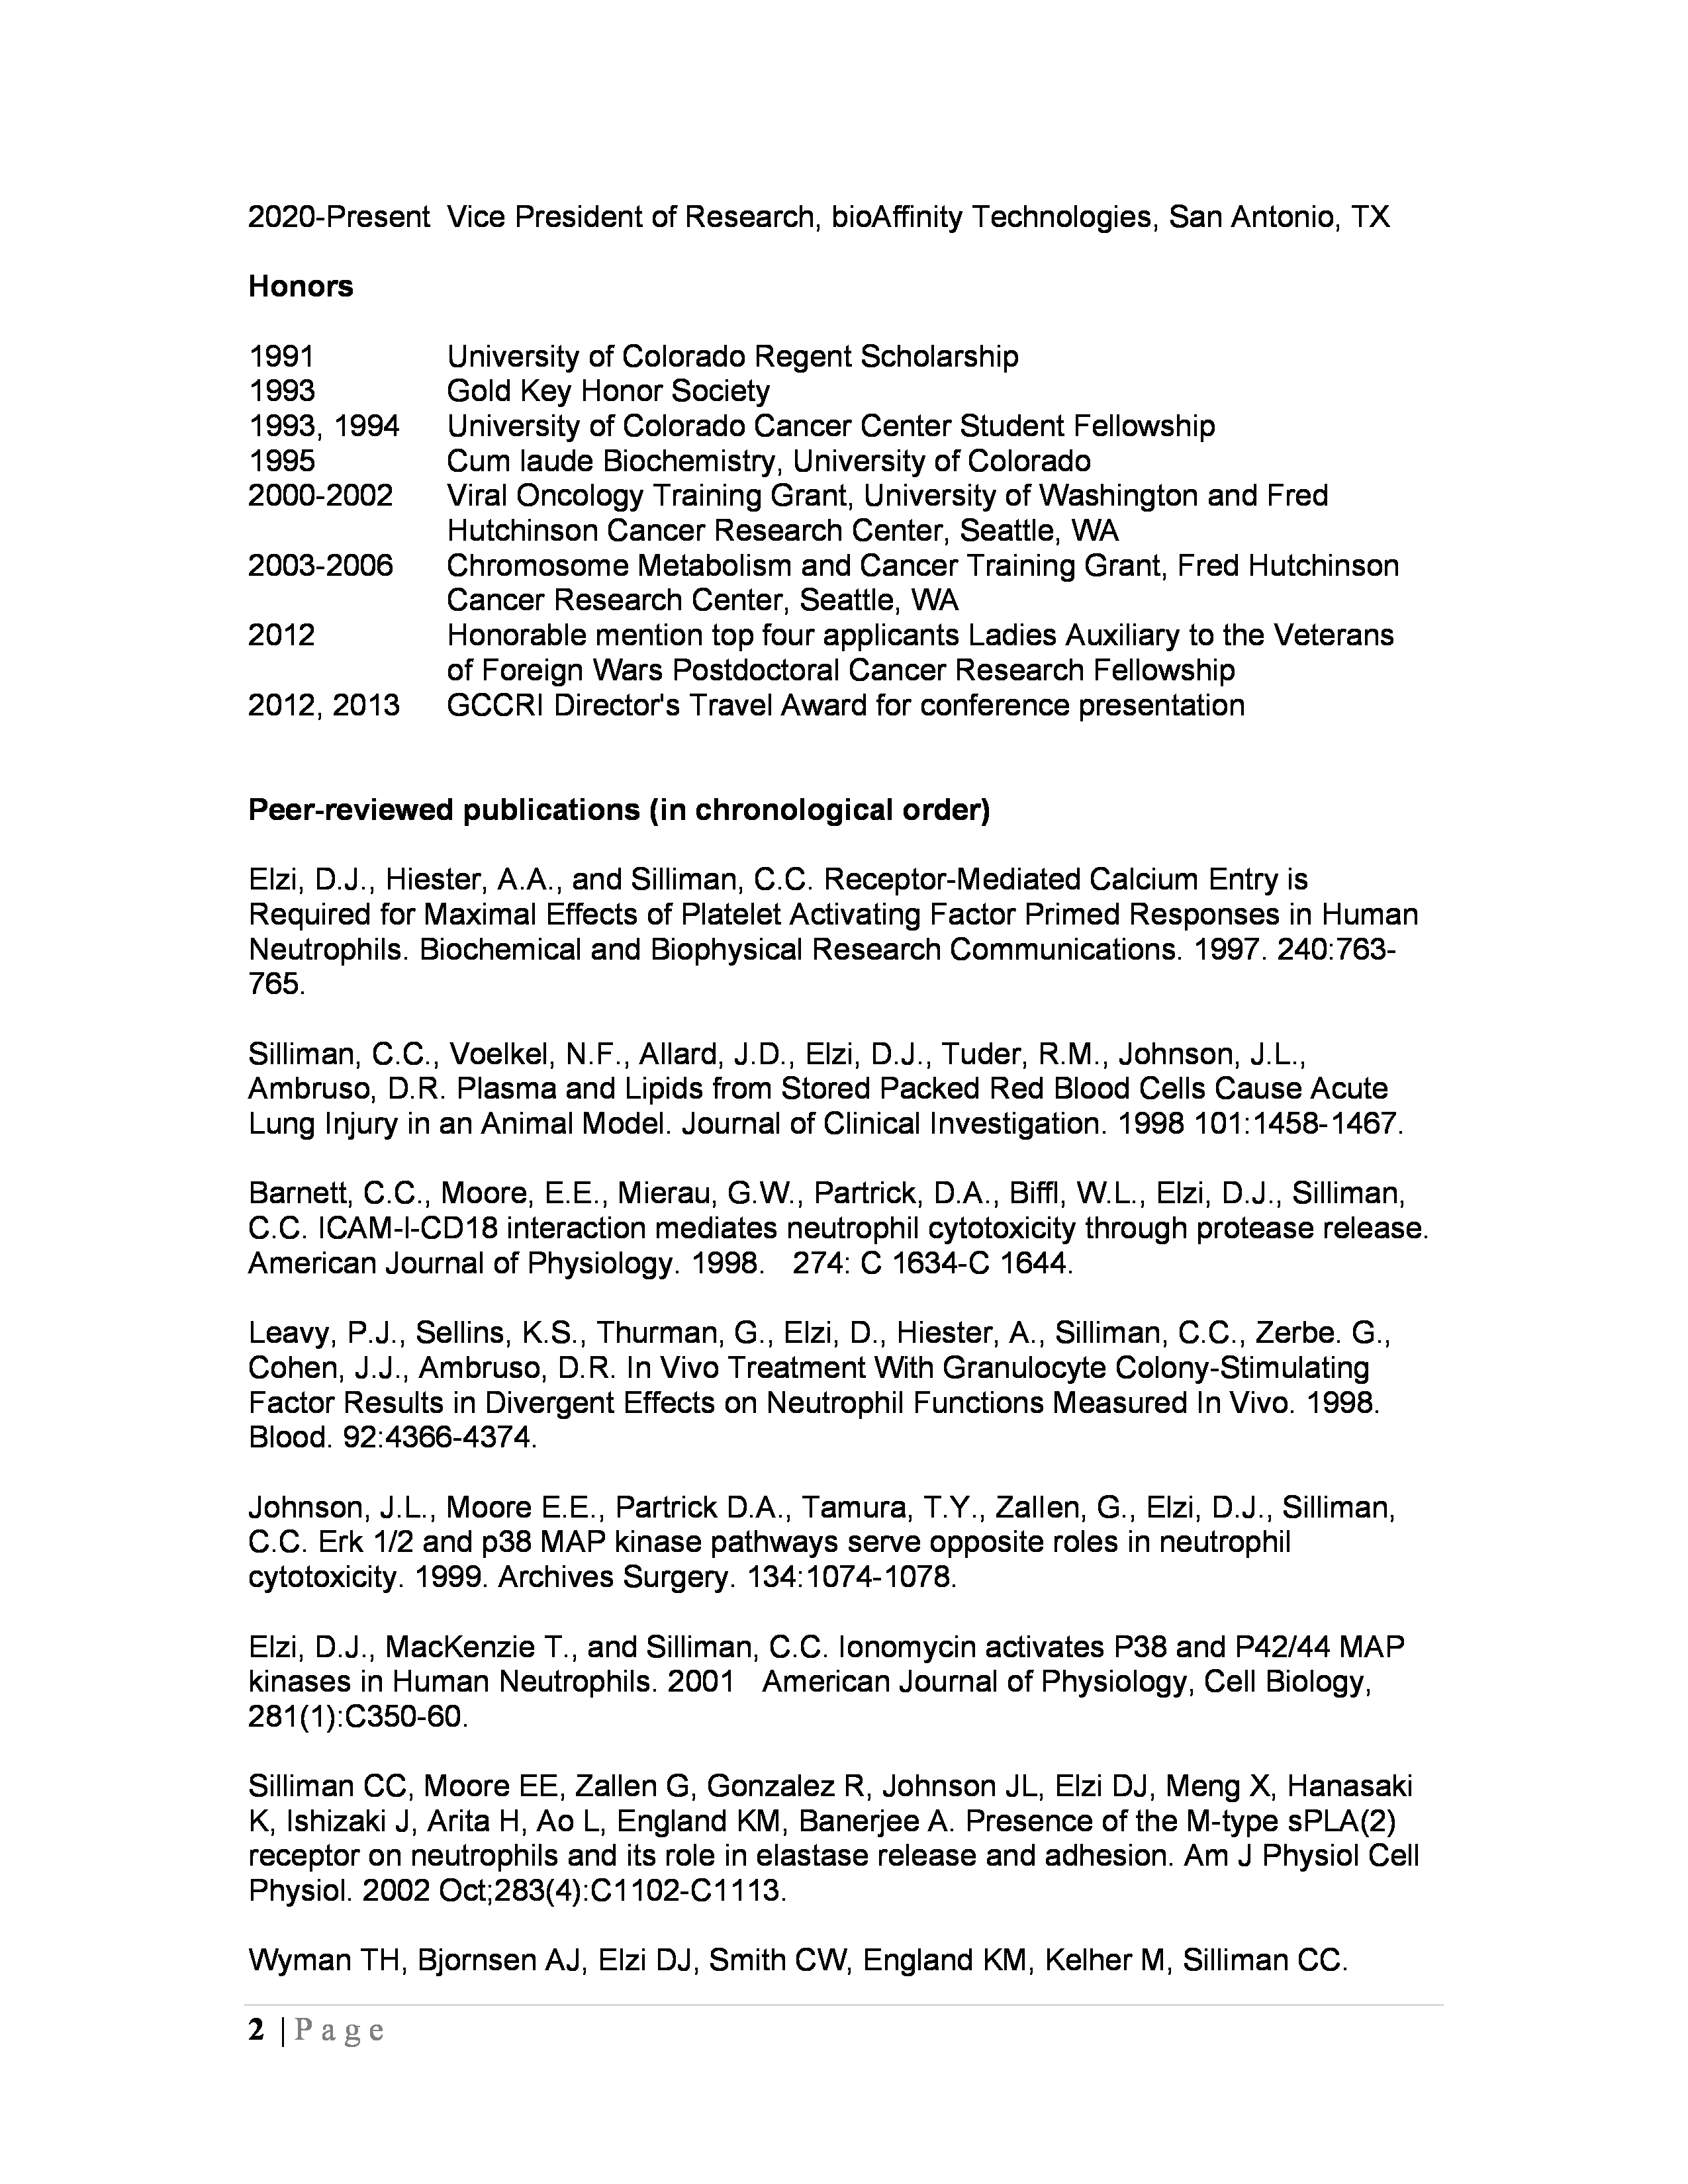 2020-Present Vice President of Research, bioAffinity Technologies, San Antonio, TX
Honors
1991 University of Colorado Regent Scholarship
1993 Gold Key Honor Society
1993, 1994 University of Colorado Cancer Center Student Fellowship
1995 Cum laude Biochemistry, University of Colorado
2000-2002 Viral Oncology Training Grant, University of Washington and Fred
Hutchinson Cancer Research Center, Seattle, WA
2003-2006 Chromosome Metabolism and Cancer Training Grant, Fred Hutchinson
Cancer Research Center, Seattle, WA
2012 Honorable mention top four applicants Ladies Auxiliary to the Veterans
of Foreign Wars Postdoctoral Cancer Research Fellowship
2012, 2013 GCCRI Director's Travel Award for conference presentation
Peer-reviewed publications (in chronological order)
Elzi, D.J., Hiester, A.A., and Silliman, C.C. Receptor-Mediated Calcium Entry is
Required for Maximal Effects of Platelet Activating Factor Primed Responses in Human
Neutrophils. Biochemical and Biophysical Research Communications. 1997. 240:763-
765.
Silliman, C.C., Voelkel, N.F., Allard, J.D., Elzi, D.J., Tuder, R.M., Johnson, J.L.,
Ambruso, D.R. Plasma and Lipids from Stored Packed Red Blood Cells Cause Acute
Lung Injury in an Animal Model. Journal of Clinical Investigation. 1998 101:1458-1467.
Barnett, C.C., Moore, E.E., Mierau, G.W., Partrick, D.A., Biffl, W.L., Elzi, D.J., Silliman,
C.C. ICAM-I-CD18 interaction mediates neutrophil cytotoxicity through protease release.
American Journal of Physiology. 1998. 274: C 1634-C 1644.
Leavy, P.J., Sellins, K.S., Thurman, G., Elzi, D., Hiester, A., Silliman, C.C., Zerbe. G.,
Cohen, J.J., Ambruso, D.R. In Vivo Treatment With Granulocyte Colony-Stimulating
Factor Results in Divergent Effects on Neutrophil Functions Measured In Vivo. 1998.
Blood. 92:4366-4374.
Johnson, J.L., Moore E.E., Partrick D.A., Tamura, T.Y., Zallen, G., Elzi, D.J., Silliman,
C.C. Erk 1/2 and p38 MAP kinase pathways serve opposite roles in neutrophil
cytotoxicity. 1999. Archives Surgery. 134:1074-1078.
Elzi, D.J., MacKenzie T., and Silliman, C.C. Ionomycin activates P38 and P42/44 MAP
kinases in Human Neutrophils. 2001 American Journal of Physiology, Cell Biology,
281(1):C350-60.
Silliman CC, Moore EE, Zallen G, Gonzalez R, Johnson JL, Elzi DJ, Meng X, Hanasaki
K, Ishizaki J, Arita H, Ao L, England KM, Banerjee A. Presence of the M-type sPLA(2)
receptor on neutrophils and its role in elastase release and adhesion. Am J Physiol Cell
Physiol. 2002 Oct;283(4):C1102-C1113.
Wyman TH, Bjornsen AJ, Elzi DJ, Smith CW, England KM, Kelher M, Silliman CC.
2 | Page